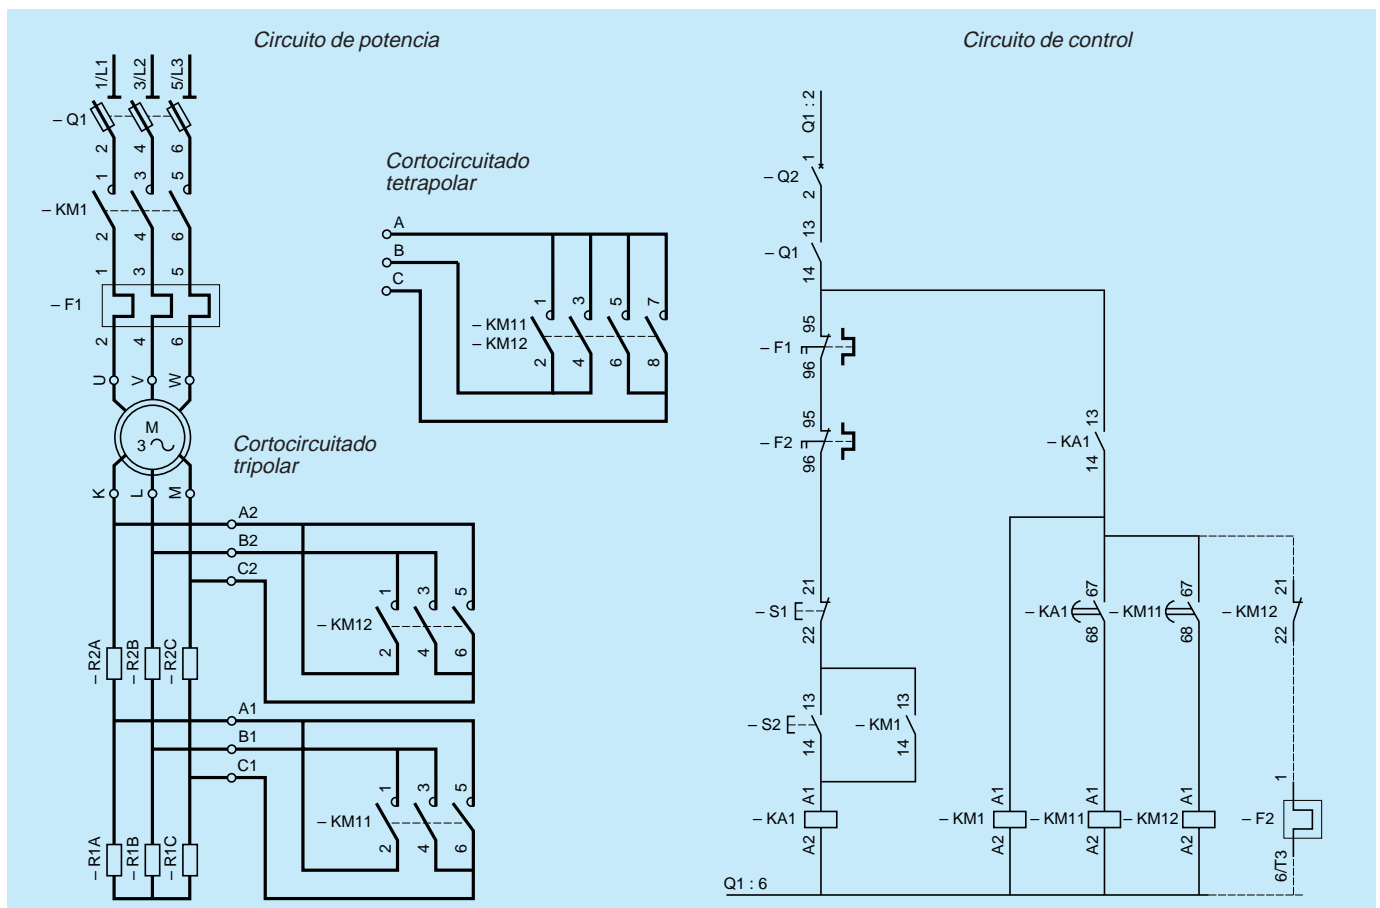 Circuito de potencia
1/L1 3/L2 5/L3
– Q1
2 4 6
1 3 5
– KM1
2 4 6
1 3 5
– F1
2 4 6
U V W
M
3
K L M
Cortocircuitado
tetrapolar
A
B
C
1 3 5 7
– KM11
– KM12
2 4 6 8
Cortocircuitado
tripolar
A2
B2
C2
1 3 5
– KM12
2 4 6
– R2A – R2B – R2C
A1
B1
C1
1 3 5
– KM11
2 4 6
– R1A – R1B – R1C
Circuito de control
Q1 : 2
1
– Q2
2
13
– Q1
14
95
– F1
96
95
– F2
96
13
– KA1
14
21 67 67 21
– S1 – KA1 – KM11 – KM12
22 68 68 22
13 13
– S2 – KM1
14 14
1
A1 A1 A1 A1
– KA1 – KM1 – KM11 – KM12 – F2
A2 A2 A2 A2
6/T3
Q1 : 6